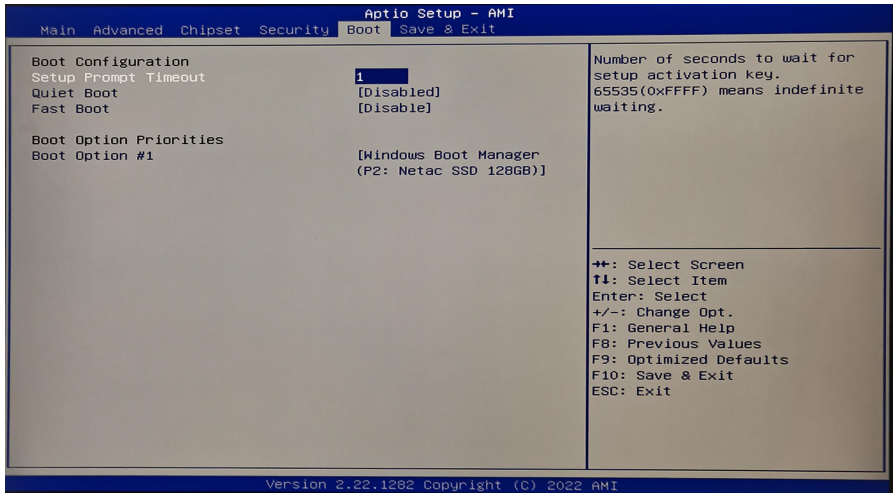 Aptio Setup - AMI
Main Advanced Chipset Security Boot Save & Exit
Boot Configuration
Setup Prompt Timeout 1
Quiet Boot [Disabled]
Fast Boot [Disable]
Boot Option Priorities
Boot Option #1 [Windows Boot Manager
(P2: Netac SSD 128GB)]
Number of seconds to wait for
setup activation key.
65535(0xFFFF) means indefinite
waiting.
→←: Select Screen
↑↓: Select Item
Enter: Select
+/-: Change Opt.
F1: General Help
F8: Previous Values
F9: Optimized Defaults
F10: Save & Exit
ESC: Exit
Version 2.22.1282 Copyright (C) 2022 AMI